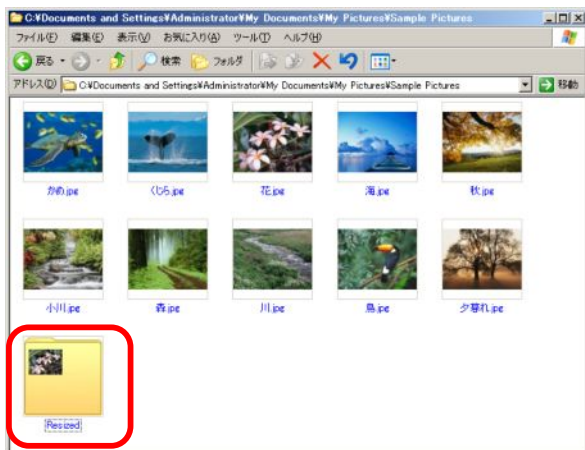 C:¥Documents and Settings¥Administrator¥My Documents¥My Pictures¥Sample Pictures
ファイル(F) 編集(E) 表示(V) お気に入り(A) ツール(T) ヘルプ(H)
戻る 検索 フォルダ
アドレス(D) C:¥Documents and Settings¥Administrator¥My Documents¥My Pictures¥Sample Pictures 移動
かめ.jpg くじら.jpg 花.jpg 海.jpg 秋.jpg
小川.jpg 森.jpg 川.jpg 鳥.jpg 夕暮れ.jpg
Resized